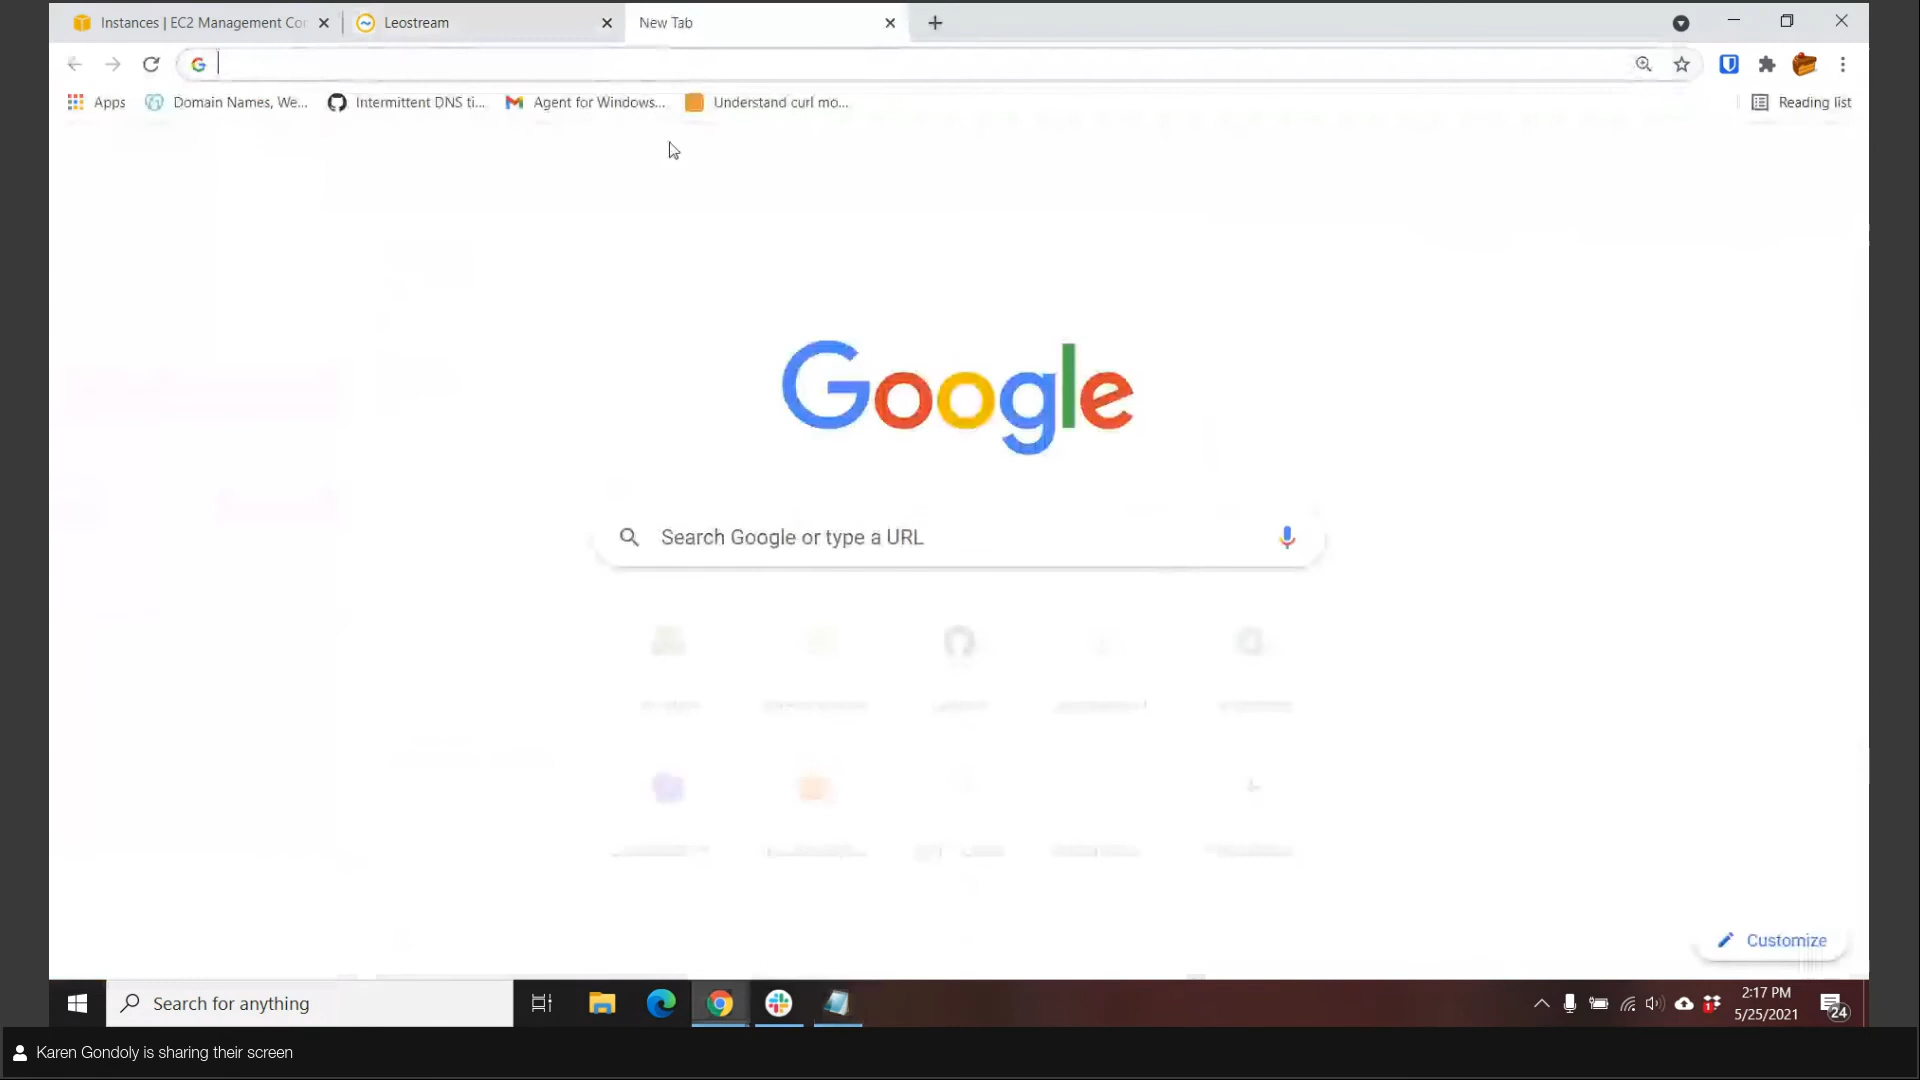 Instances | EC2 Management Cor
Leostream
New Tab
Apps
Domain Names, We...
Intermittent DNS ti...
Agent for Windows...
Understand curl mo...
Reading list
Google
Search Google or type a URL
Customize
Search for anything
2:17 PM
5/25/2021
24
Karen Gondoly is sharing their screen